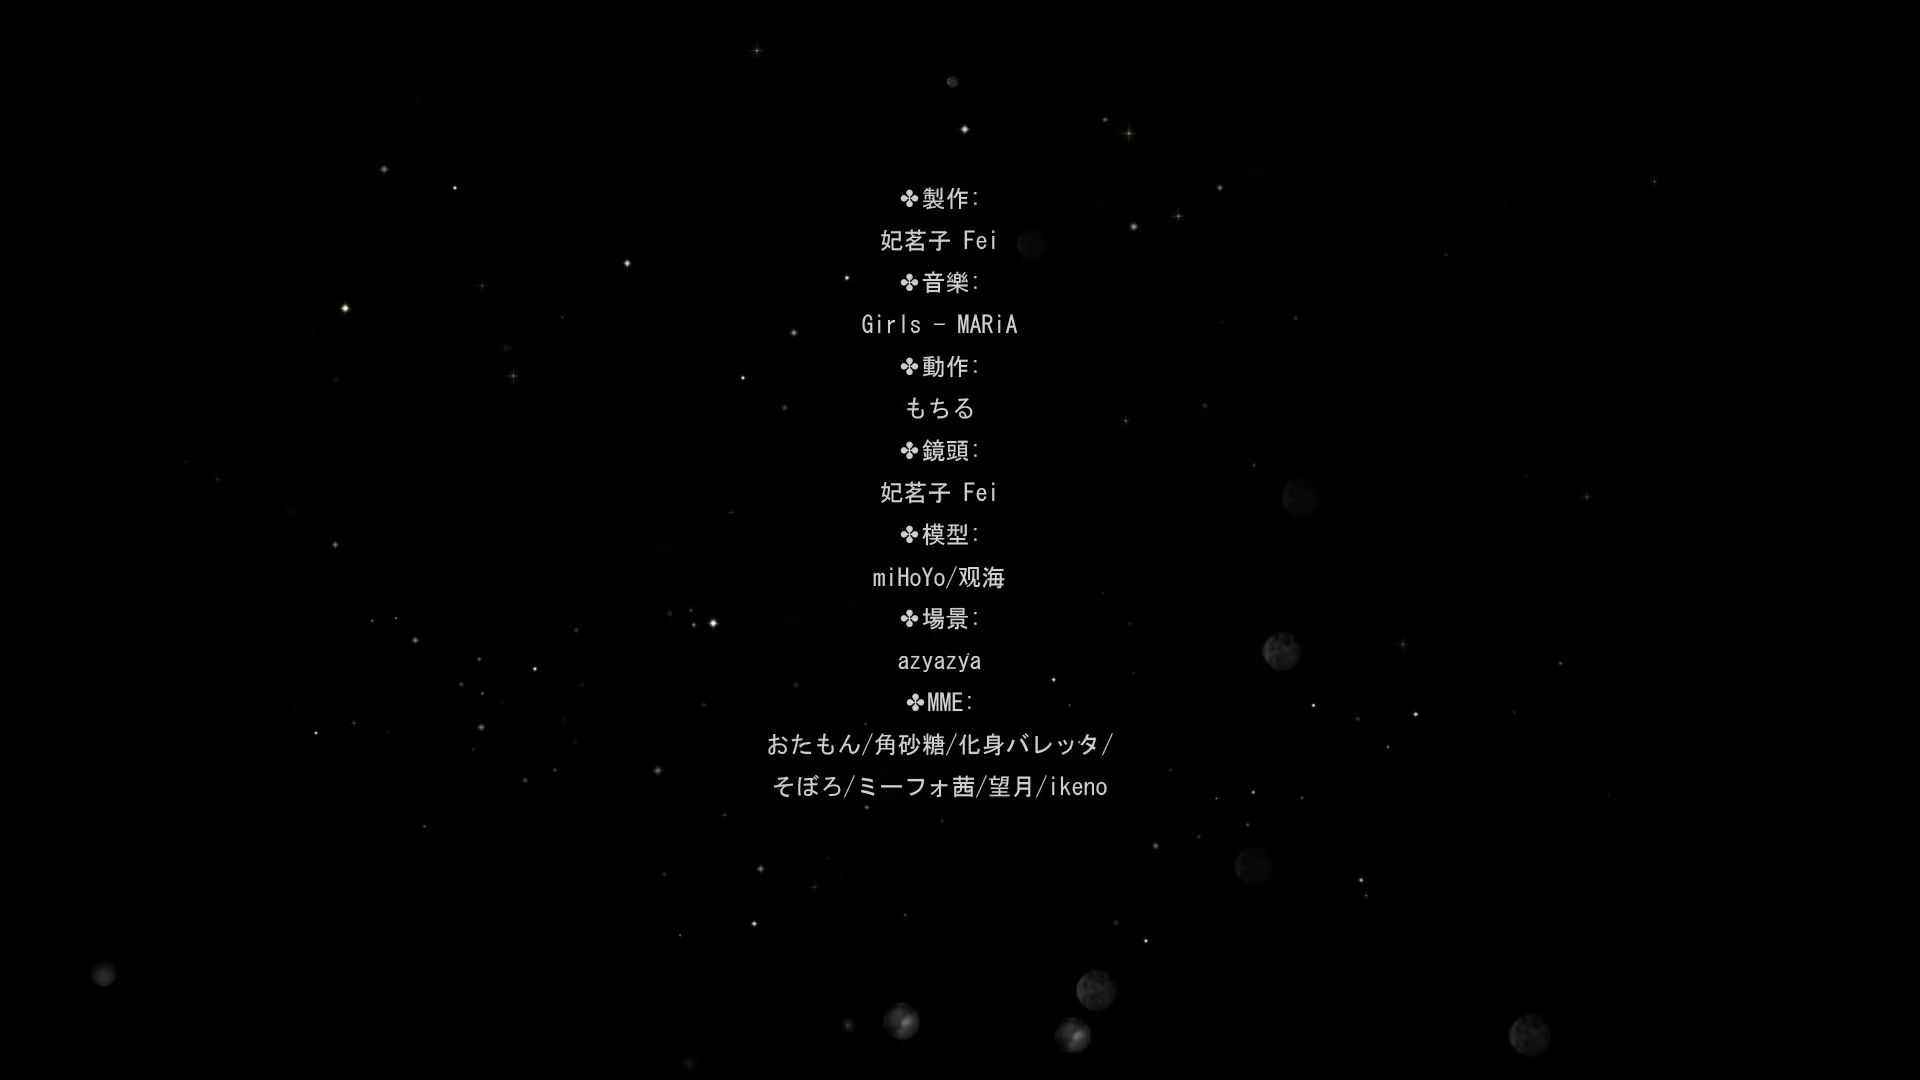 ✤製作:
妃茗子 Fei
✤音樂:
Girls – MARiA
✤動作:
もちる
✤鏡頭:
妃茗子 Fei
✤模型:
miHoYo/观海
✤場景:
azyazya
✤MME:
おたもん/角砂糖/化身バレッタ/
そぼろ/ミーフォ茜/望月/ikeno